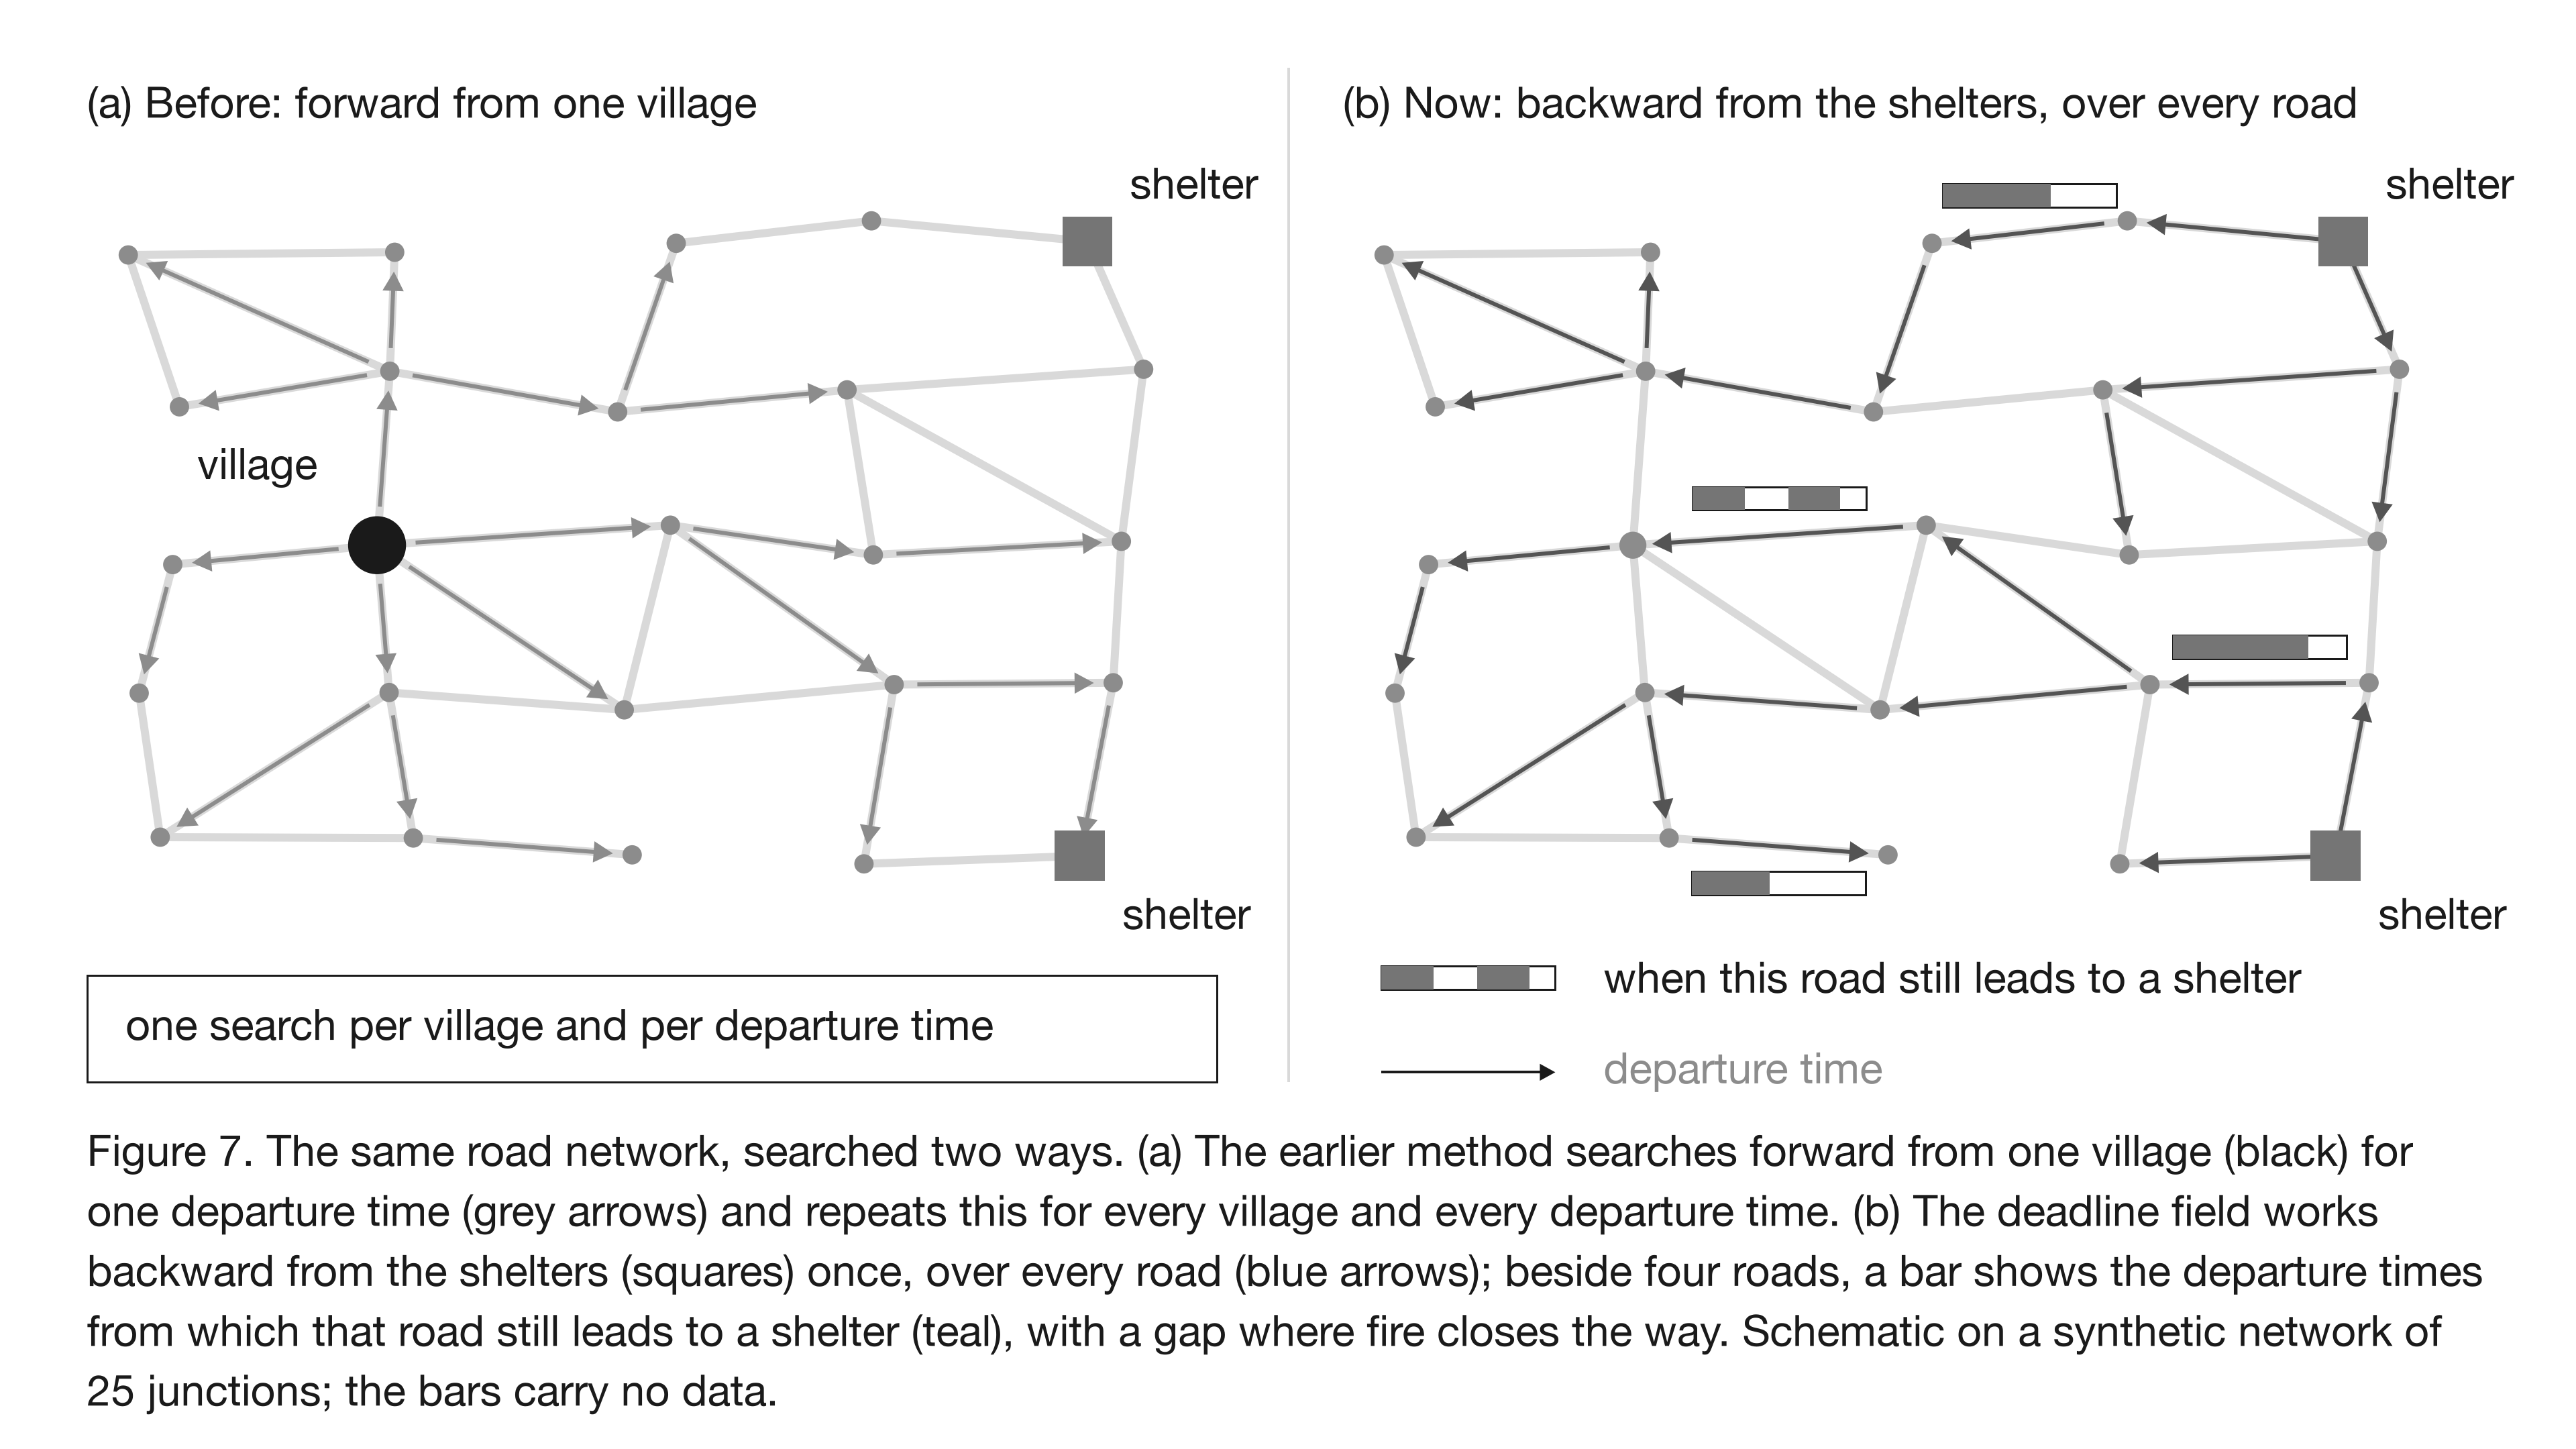 (a) Before: forward from one village
(b) Now: backward from the shelters, over every road
shelter
shelter
village
shelter
shelter
one search per village and per departure time
when this road still leads to a shelter
departure time
Figure 7. The same road network, searched two ways. (a) The earlier method searches forward from one village (black) for
one departure time (grey arrows) and repeats this for every village and every departure time. (b) The deadline field works
backward from the shelters (squares) once, over every road (blue arrows); beside four roads, a bar shows the departure times
from which that road still leads to a shelter (teal), with a gap where fire closes the way. Schematic on a synthetic network of
25 junctions; the bars carry no data.